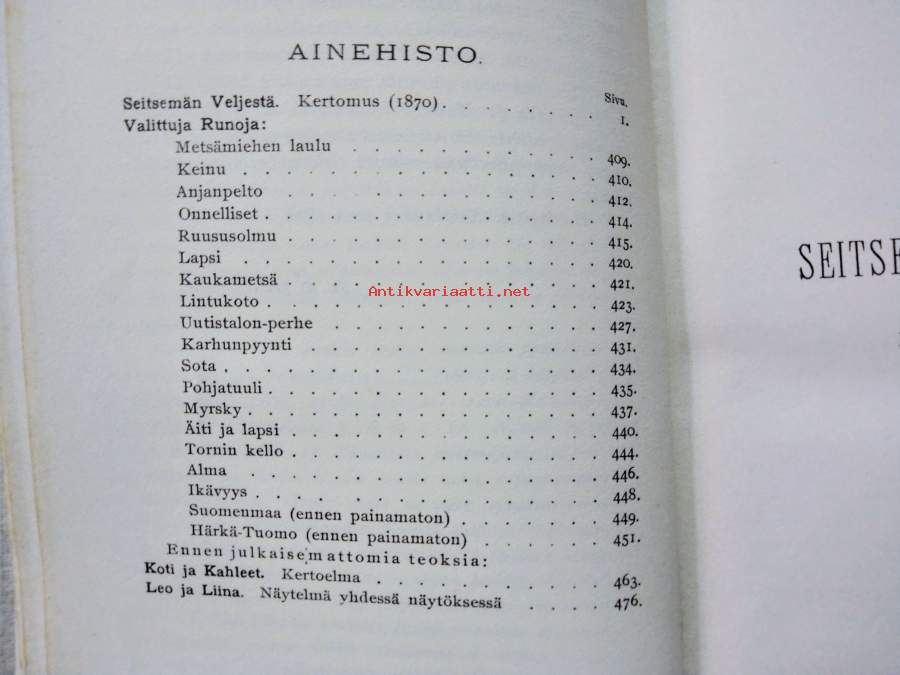 AINEHISTO.
Sivu.
Seitsemän Veljestä. Kertomus (1870) . . . . . . . 1.
Valittuja Runoja:
Metsämiehen laulu . . . . . . . . . . . 409.
Keinu . . . . . . . . . . . . . . . 410.
Anjanpelto . . . . . . . . . . . . . . 412.
Onnelliset . . . . . . . . . . . . . . 414.
Ruususolmu . . . . . . . . . . . . . 415.
Lapsi . . . . . . . . . . . . . . . . 420.
Kaukametsä . . . . . . . . . . . . . 421.
Antikvariaatti.net
Lintukoto . . . . . . . . . . . . . . 423.
Uutistalon-perhe . . . . . . . . . . . . 427.
Karhunpyynti . . . . . . . . . . . . . 431.
Sota . . . . . . . . . . . . . . . . . 434.
Pohjatuuli . . . . . . . . . . . . . . . 435.
Myrsky . . . . . . . . . . . . . . . . 437.
Äiti ja lapsi . . . . . . . . . . . . . . 440.
Tornin kello . . . . . . . . . . . . . . 444.
Alma . . . . . . . . . . . . . . . . 446.
Ikävyys . . . . . . . . . . . . . . . 448.
Suomenmaa (ennen painamaton) . . . . . . . 449.
Härkä-Tuomo (ennen painamaton) . . . . . . 451.
Ennen julkaisemattomia teoksia:
Koti ja Kahleet. Kertoelma . . . . . . . . . . 463.
Leo ja Liina. Näytelmä yhdessä näytöksessä . . . . 476.
SEITSE